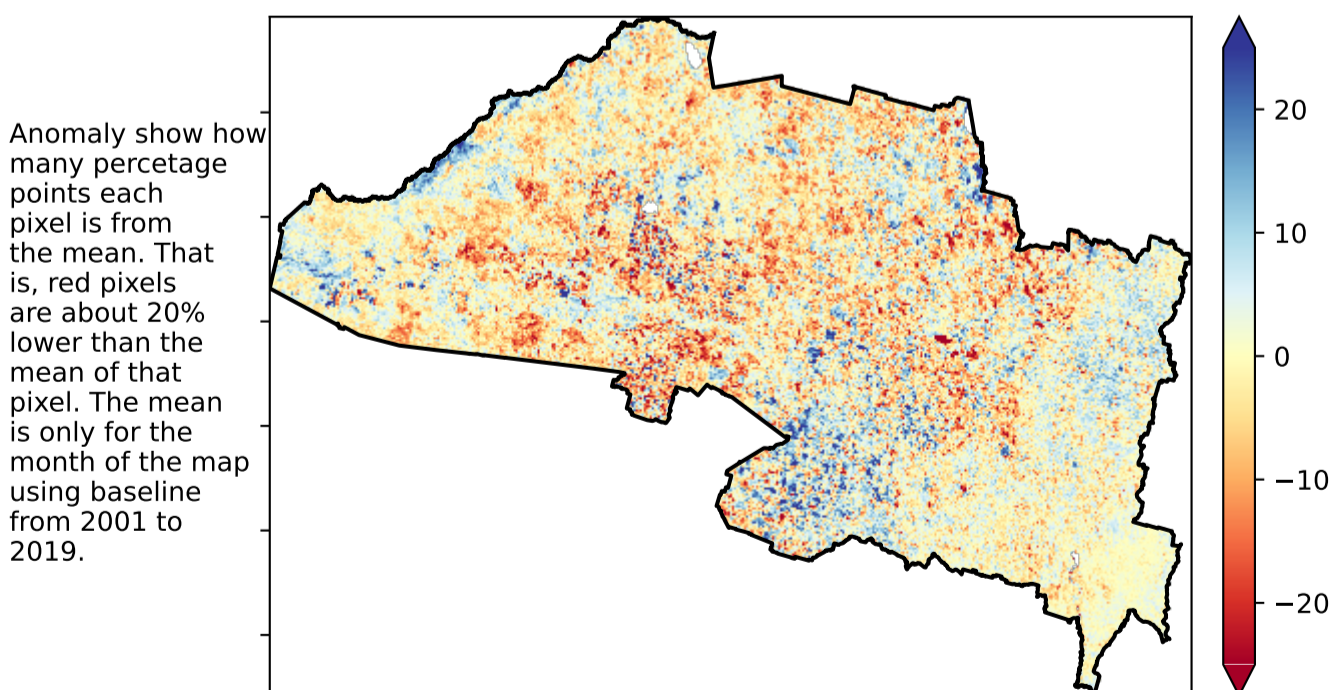 Anomaly show how
many percetage
points each
pixel is from
the mean. That
is, red pixels
are about 20%
lower than the
mean of that
pixel. The mean
is only for the
month of the map
using baseline
from 2001 to
2019.
20
10
0
−10
−20